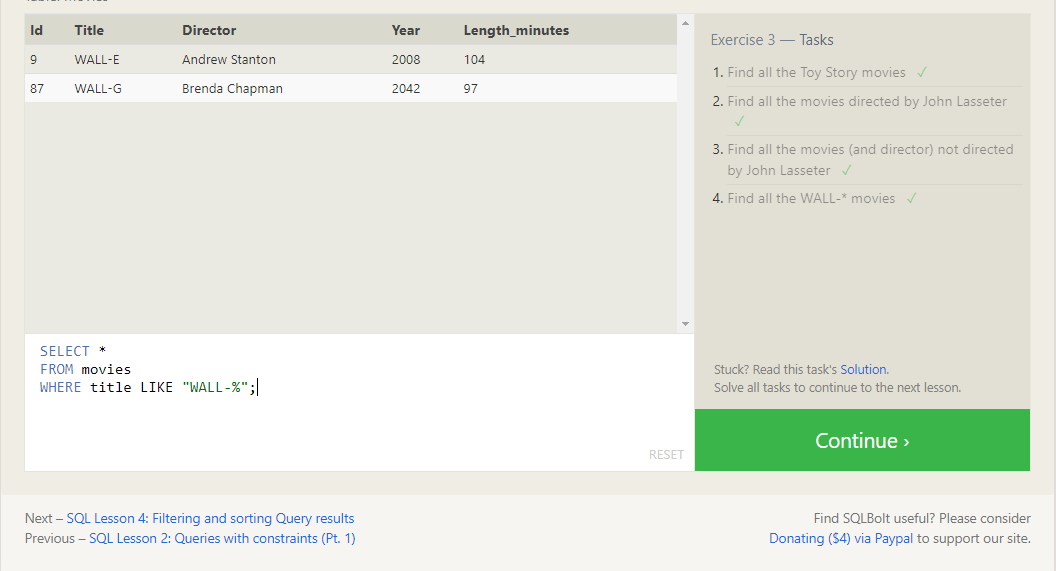 Table: Movies
Id Title Director Year Length_minutes
9 WALL-E Andrew Stanton 2008 104
87 WALL-G Brenda Chapman 2042 97
SELECT *
FROM movies
WHERE title LIKE "WALL-%";
RESET
Exercise 3 — Tasks
1. Find all the Toy Story movies ✓
2. Find all the movies directed by John Lasseter
✓
3. Find all the movies (and director) not directed
by John Lasseter ✓
4. Find all the WALL-* movies ✓
Stuck? Read this task's Solution.
Solve all tasks to continue to the next lesson.
Continue ›
Next – SQL Lesson 4: Filtering and sorting Query results
Previous – SQL Lesson 2: Queries with constraints (Pt. 1)
Find SQLBolt useful? Please consider
Donating ($4) via Paypal to support our site.